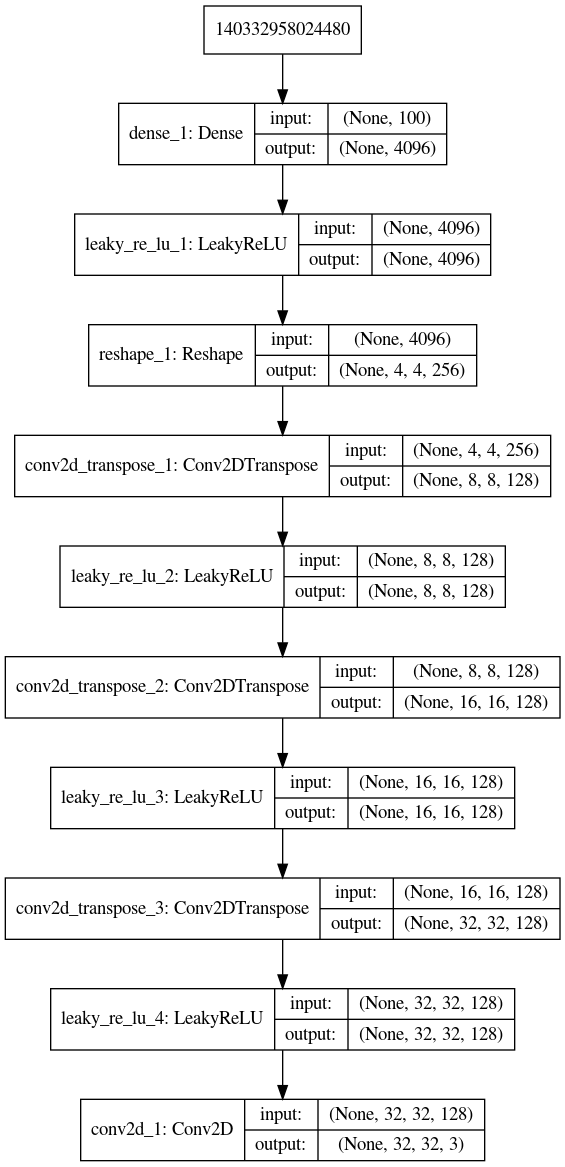 140332958024480
dense_1: Dense
input:
(None, 100)
output:
(None, 4096)
leaky_re_lu_1: LeakyReLU
input:
(None, 4096)
output:
(None, 4096)
reshape_1: Reshape
input:
(None, 4096)
output:
(None, 4, 4, 256)
conv2d_transpose_1: Conv2DTranspose
input:
(None, 4, 4, 256)
output:
(None, 8, 8, 128)
leaky_re_lu_2: LeakyReLU
input:
(None, 8, 8, 128)
output:
(None, 8, 8, 128)
conv2d_transpose_2: Conv2DTranspose
input:
(None, 8, 8, 128)
output:
(None, 16, 16, 128)
leaky_re_lu_3: LeakyReLU
input:
(None, 16, 16, 128)
output:
(None, 16, 16, 128)
conv2d_transpose_3: Conv2DTranspose
input:
(None, 16, 16, 128)
output:
(None, 32, 32, 128)
leaky_re_lu_4: LeakyReLU
input:
(None, 32, 32, 128)
output:
(None, 32, 32, 128)
conv2d_1: Conv2D
input:
(None, 32, 32, 128)
output:
(None, 32, 32, 3)